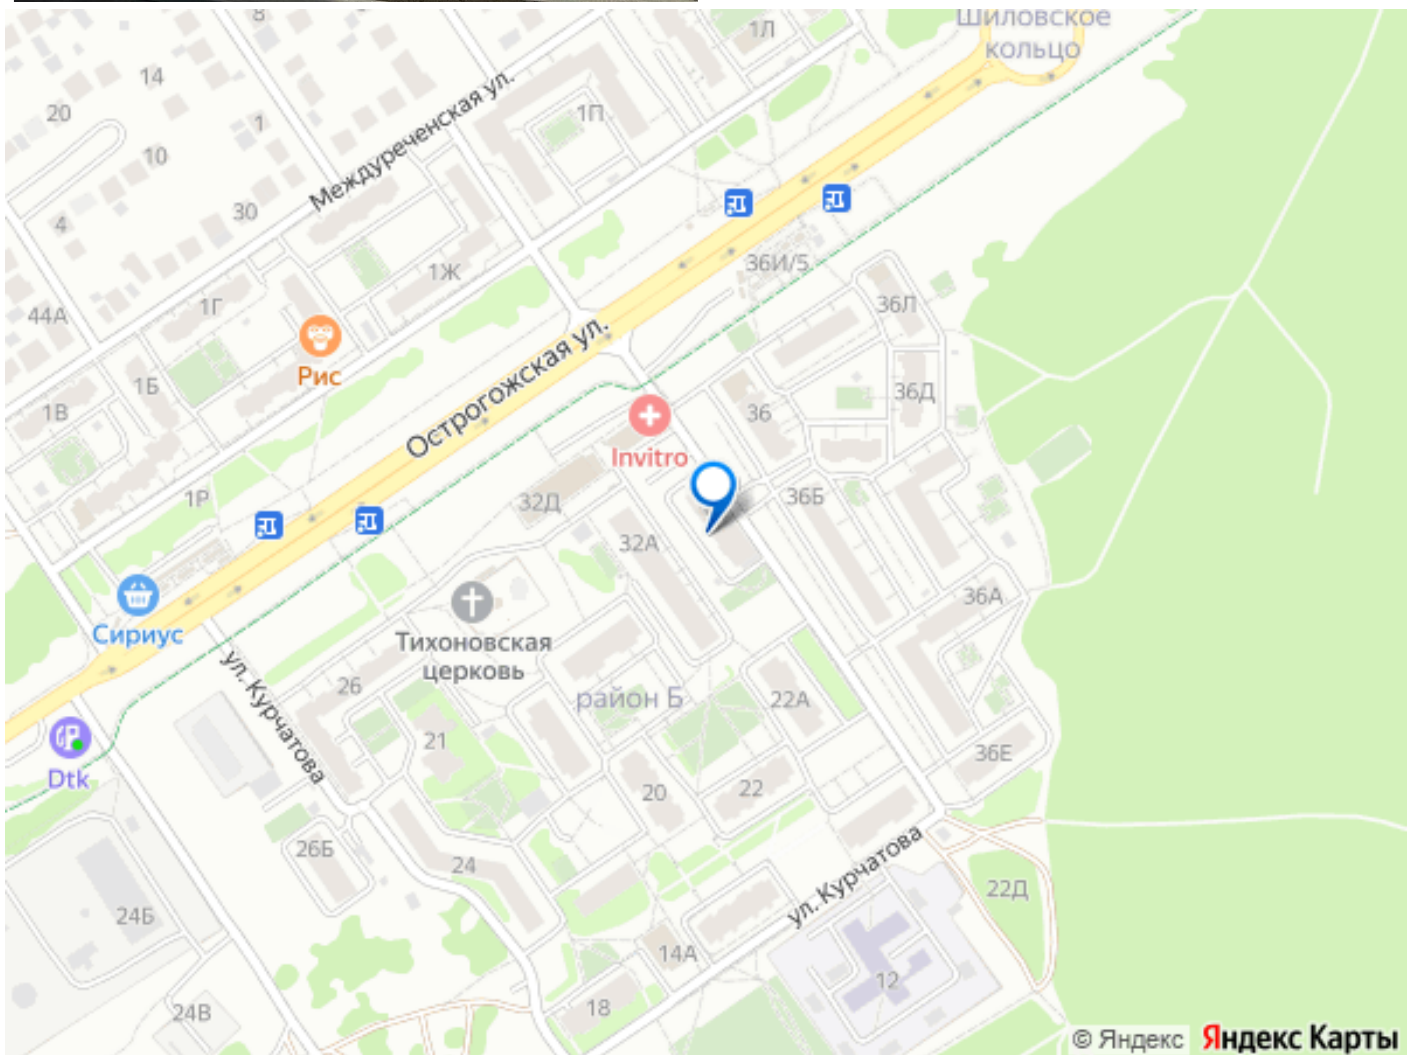 8
1Л
Шиловское
кольцо
14
20
1
10
Междуреченская ул.
1П
30
4
36И/5
1Ж
1Г
44А
36Л
Острогожская ул.
Рис
1Б
1В
36
36Д
Invitro
1Р
32Д
36Б
32А
36А
Сириус
Тихоновская
церковь
ул. Курчатова
26
район Б
22А
21
Dtk
36Е
20
22
26Б
24
ул. Курчатова
22Д
24Б
14А
12
18
24В
© Яндекс Яндекс Карты